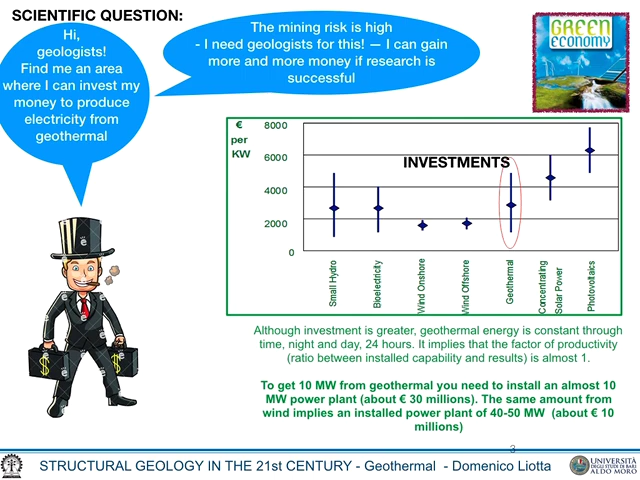 SCIENTIFIC QUESTION:
Hi,
geologists!
Find me an area
where I can invest my
money to produce
electricity from
geothermal
The mining risk is high
- I need geologists for this! — I can gain
more and more money if research is
successful
GREEN
ECONOMY
€
per
KW
8000
6000
4000
2000
0
INVESTMENTS
Small Hydro
Bioelectricity
Wind Onshore
Wind Offshore
Geothermal
Concentrating
Solar Power
Photovoltaics
Although investment is greater, geothermal energy is constant through
time, night and day, 24 hours. It implies that the factor of productivity
(ratio between installed capability and results) is almost 1.
To get 10 MW from geothermal you need to install an almost 10
MW power plant (about € 30 millions). The same amount from
wind implies an installed power plant of 40-50 MW (about € 10
millions)
$
$
3
STRUCTURAL GEOLOGY IN THE 21st CENTURY - Geothermal - Domenico Liotta
UNIVERSITÀ
DEGLI STUDI DI BARI
ALDO MORO